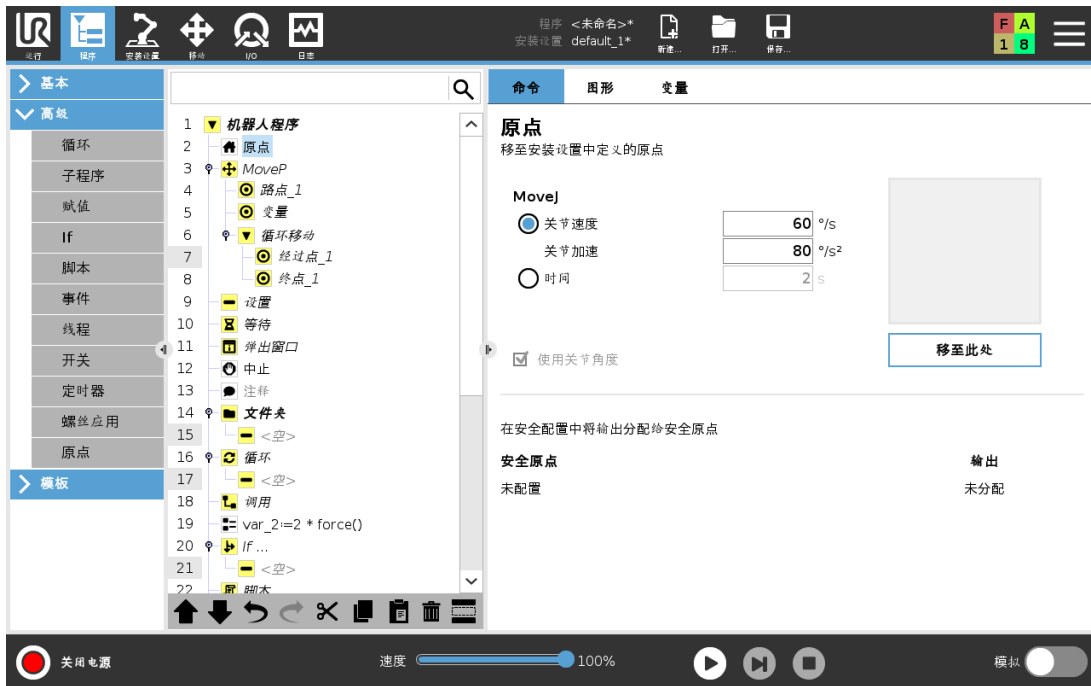 UR
运行
程序
安装设置
移动
I/O
日志
程序 <未命名>*
安装设置 default_1*
新建...
打开...
保存...
F A
1 8
基本
高级
循环
子程序
赋值
If
脚本
事件
线程
开关
定时器
螺丝应用
原点
模板
1 机器人程序
2 原点
3 MoveP
4 路点_1
5 变量
6 循环移动
7 经过点_1
8 终点_1
9 设置
10 等待
11 弹出窗口
12 中止
13 注释
14 文件夹
15 <空>
16 循环
17 <空>
18 调用
19 var_2≔2 * force()
20 If ...
21 <空>
22 脚本
命令 图形 变量
原点
移至安装设置中定义的原点
MoveJ
关节速度 60 °/s
关节加速 80 °/s²
时间 2 s
移至此处
使用关节角度
在安全配置中将输出分配给安全原点
安全原点 输出
未配置 未分配
关闭电源
速度 100%
模拟